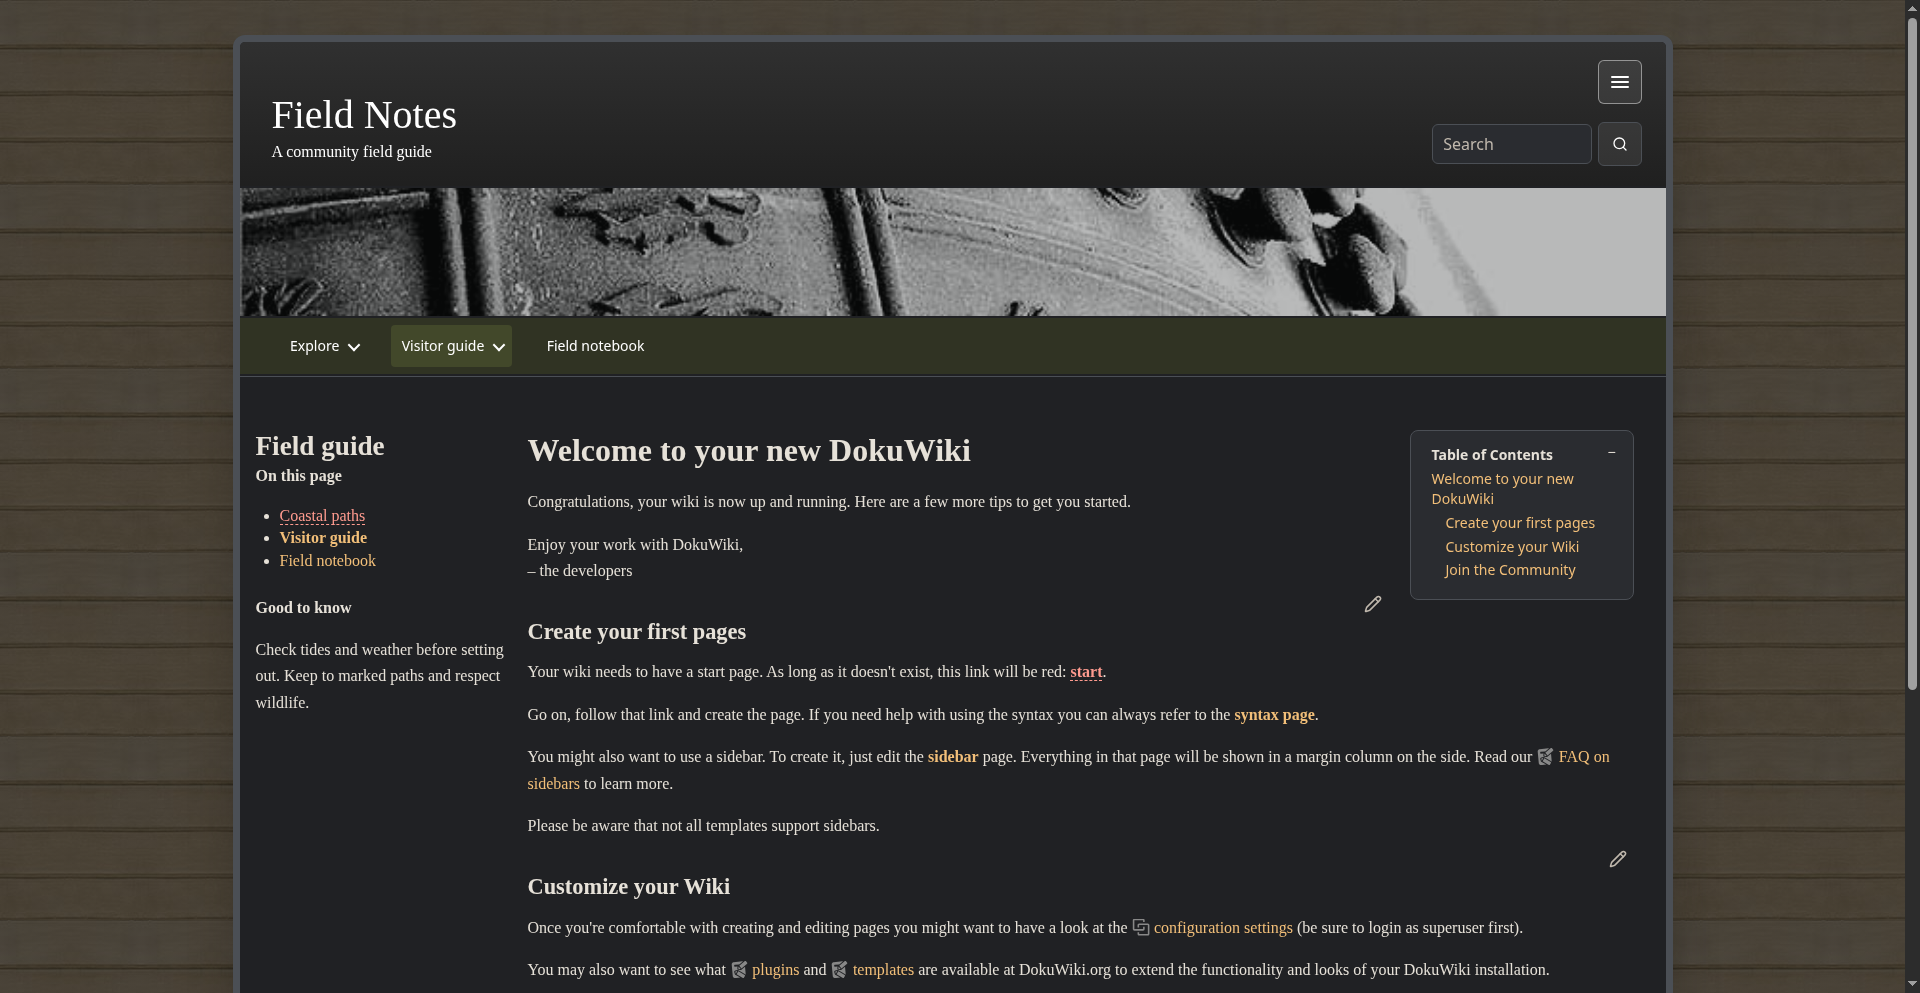 Field Notes
A community field guide
Search
Explore
Visitor guide
Field notebook
Field guide
On this page
Coastal paths
Visitor guide
Field notebook
Good to know
Check tides and weather before setting
out. Keep to marked paths and respect
wildlife.
Welcome to your new DokuWiki
Congratulations, your wiki is now up and running. Here are a few more tips to get you started.
Enjoy your work with DokuWiki,
– the developers
Table of Contents
Welcome to your new
DokuWiki
Create your first pages
Customize your Wiki
Join the Community
Create your first pages
Your wiki needs to have a start page. As long as it doesn't exist, this link will be red: start.
Go on, follow that link and create the page. If you need help with using the syntax you can always refer to the syntax page.
You might also want to use a sidebar. To create it, just edit the sidebar page. Everything in that page will be shown in a margin column on the side. Read our FAQ on
sidebars to learn more.
Please be aware that not all templates support sidebars.
Customize your Wiki
Once you're comfortable with creating and editing pages you might want to have a look at the configuration settings (be sure to login as superuser first).
You may also want to see what plugins and templates are available at DokuWiki.org to extend the functionality and looks of your DokuWiki installation.